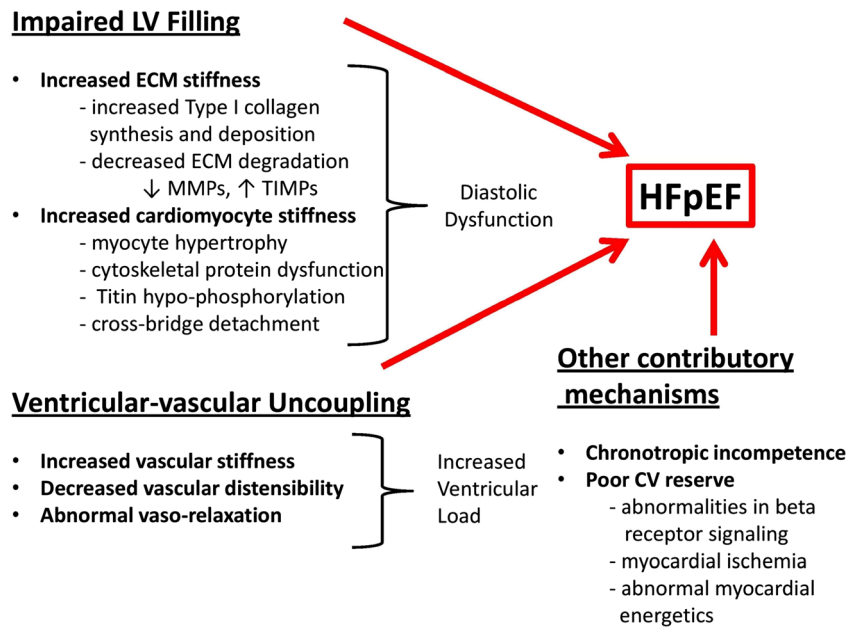 Impaired LV Filling
• Increased ECM stiffness
- increased Type I collagen
synthesis and deposition
- decreased ECM degradation
↓ MMPs, ↑ TIMPs
• Increased cardiomyocyte stiffness
- myocyte hypertrophy
- cytoskeletal protein dysfunction
- Titin hypo-phosphorylation
- cross-bridge detachment
Diastolic
Dysfunction
HFpEF
Ventricular-vascular Uncoupling
• Increased vascular stiffness
• Decreased vascular distensibility
• Abnormal vaso-relaxation
Increased
Ventricular
Load
Other contributory
mechanisms
• Chronotropic incompetence
• Poor CV reserve
- abnormalities in beta
receptor signaling
- myocardial ischemia
- abnormal myocardial
energetics